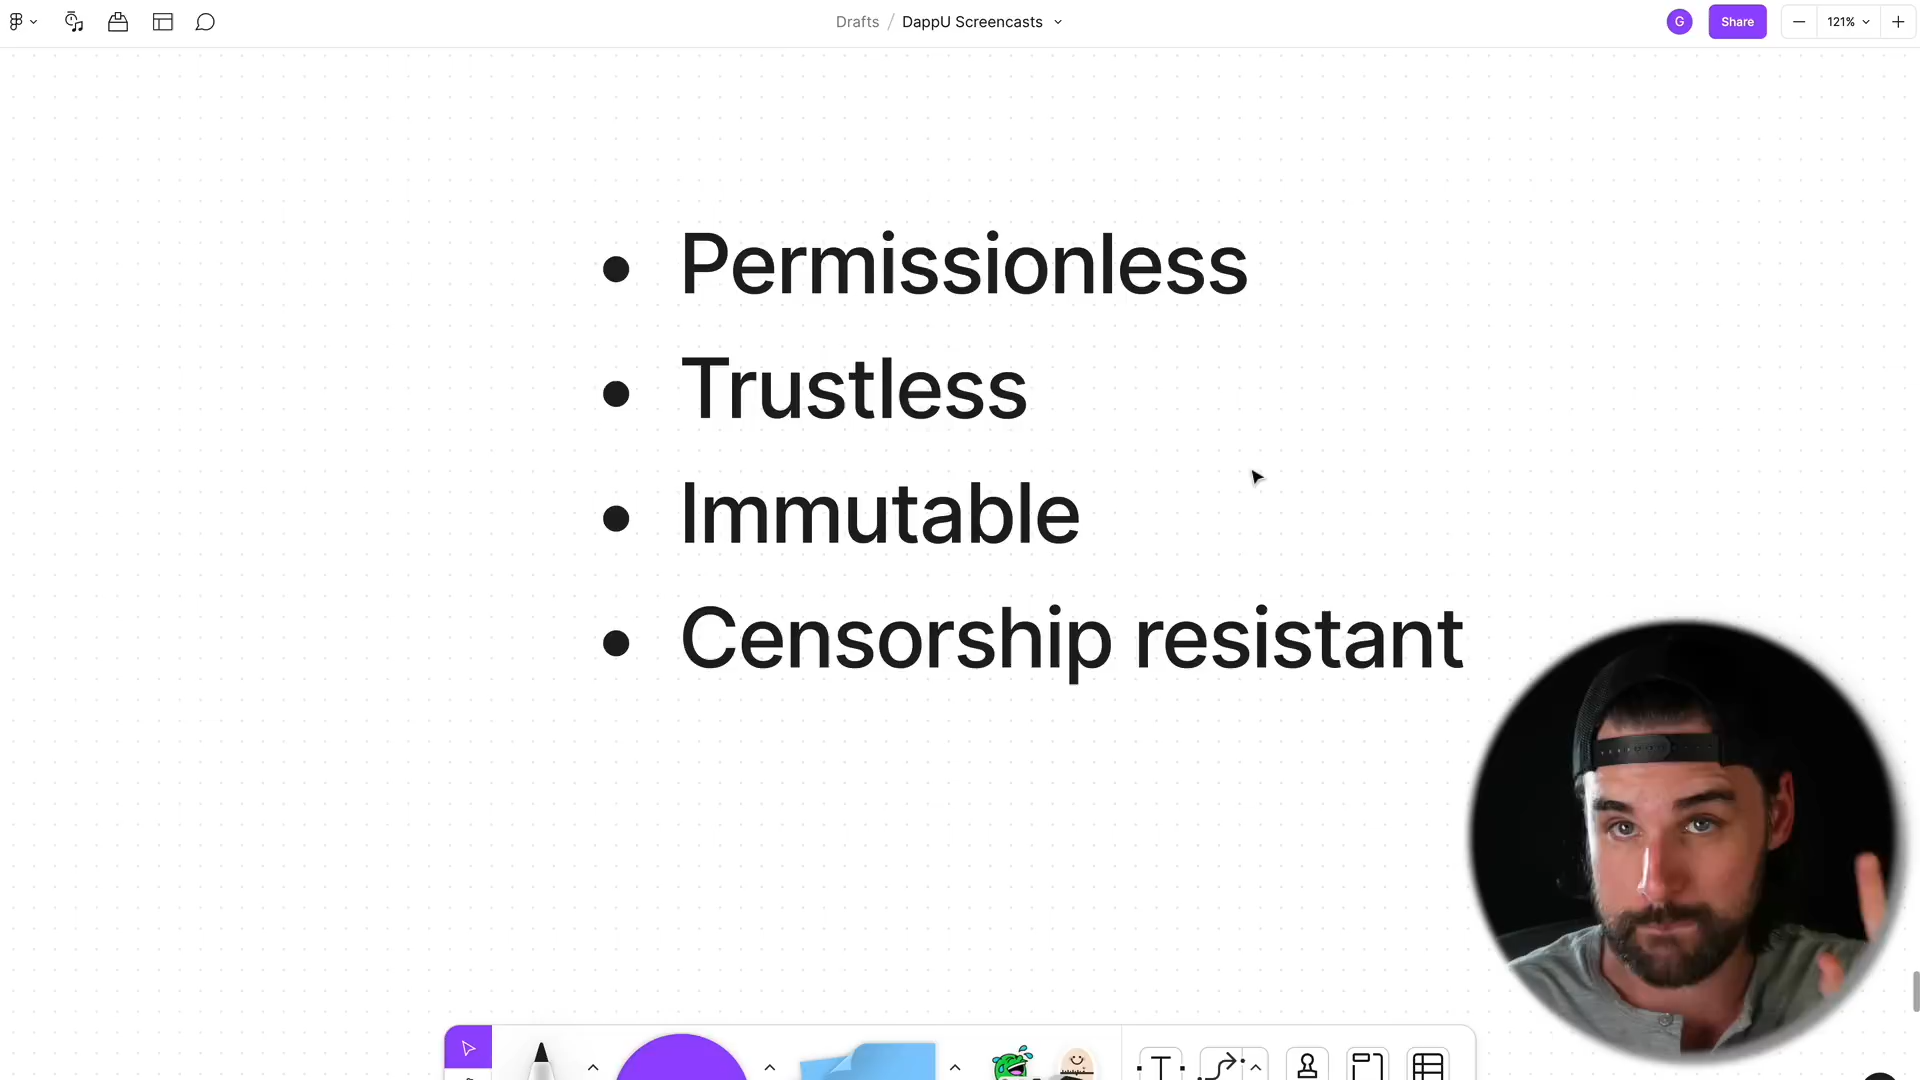 Drafts / DappU Screencasts
G
Share
121%
• Permissionless
• Trustless
• Immutable
• Censorship resistant
T